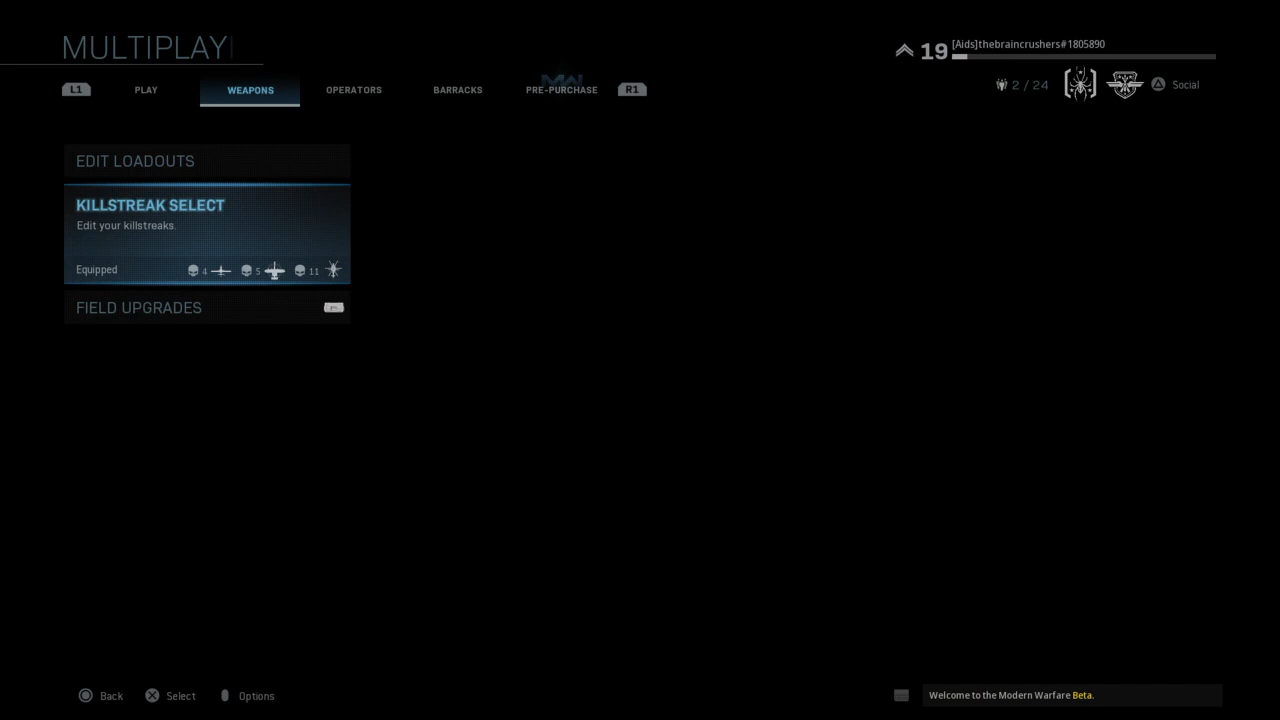 MULTIPLAY
19 [Aids]thebraincrushers#1805890
L1 PLAY WEAPONS OPERATORS BARRACKS PRE-PURCHASE R1
2 / 24 Social
EDIT LOADOUTS
KILLSTREAK SELECT
Edit your killstreaks.
Equipped 4 5 11
FIELD UPGRADES
Back Select Options
Welcome to the Modern Warfare Beta.